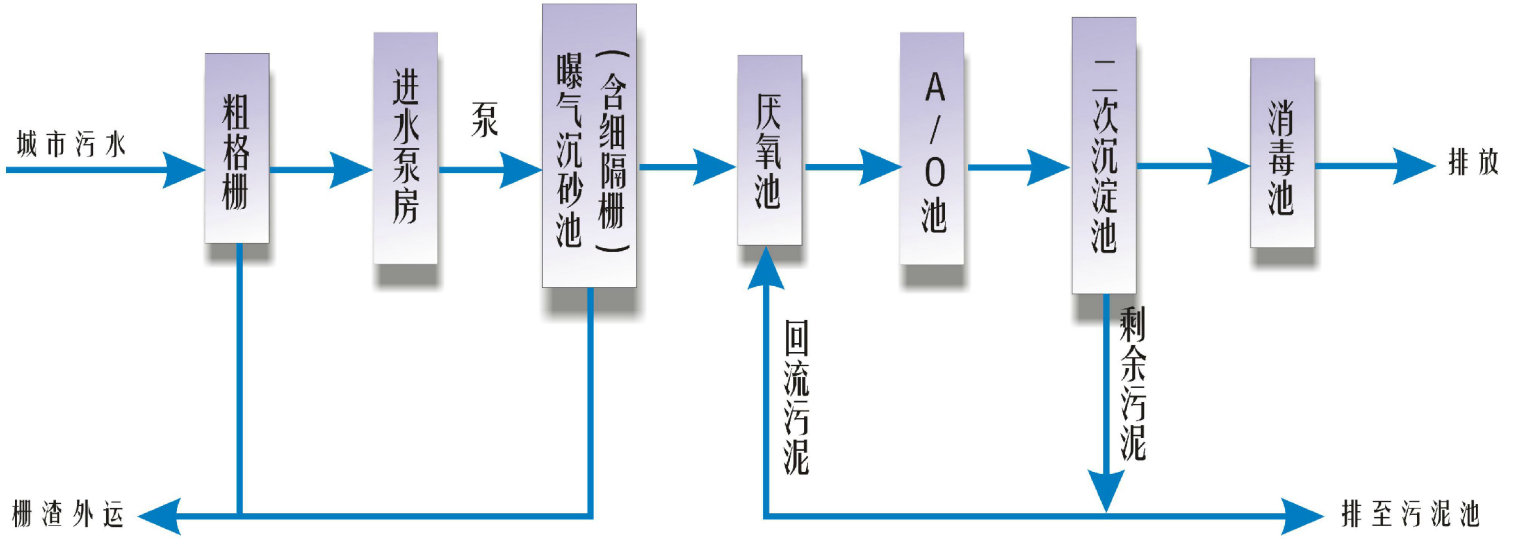 城市污水
粗格栅
进水泵房
泵
曝气沉砂池
（含细隔栅）
厌氧池
A/O池
二次沉淀池
消毒池
排放
回流污泥
剩余污泥
栅渣外运
排至污泥池